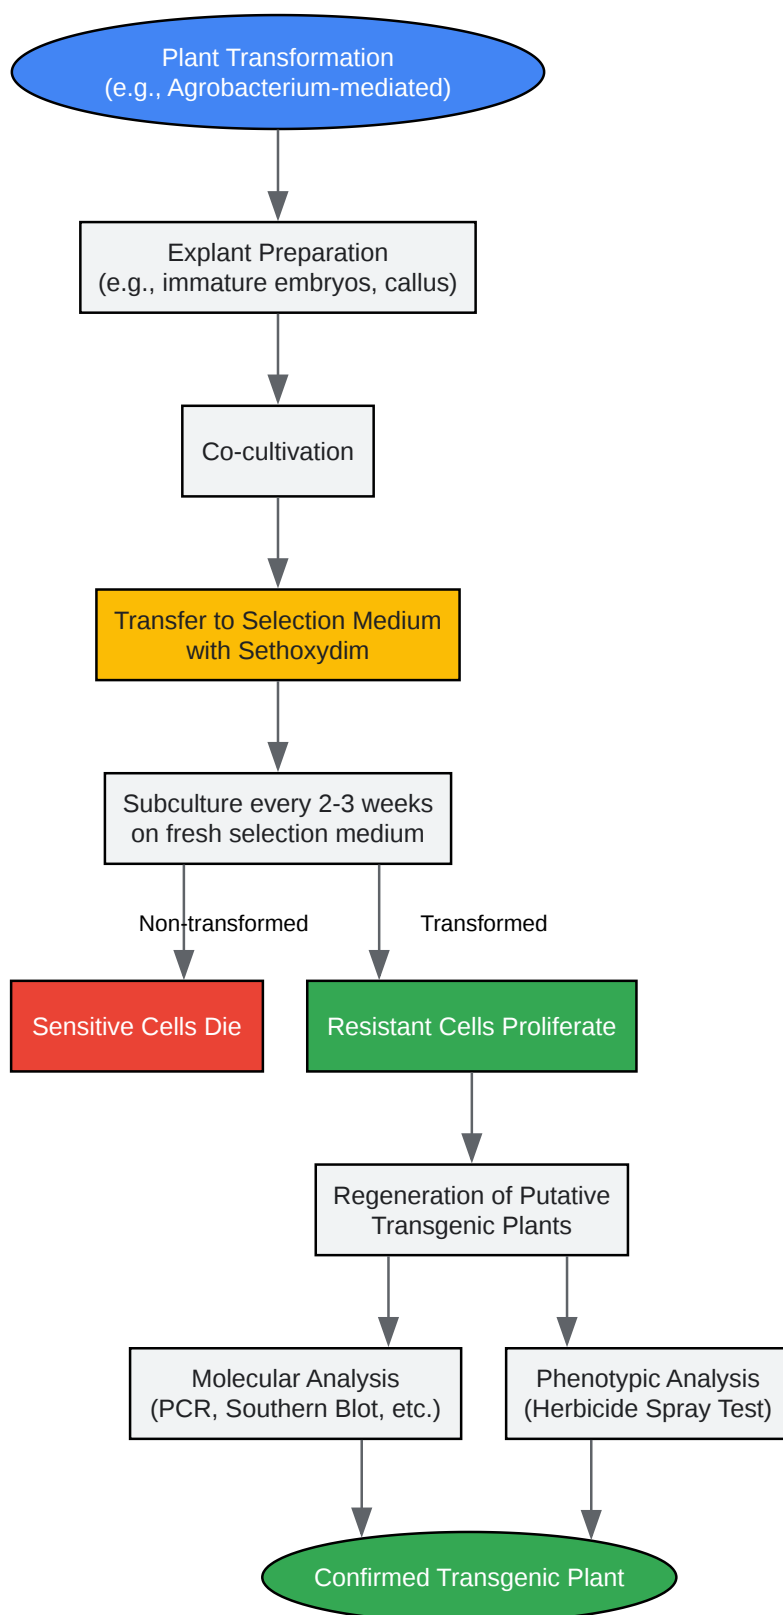 Plant Transformation
(e.g., Agrobacterium-mediated)
Explant Preparation
(e.g., immature embryos, callus)
Co-cultivation
Transfer to Selection Medium
with Sethoxydim
Subculture every 2-3 weeks
on fresh selection medium
Non-transformed
Transformed
Sensitive Cells Die
Resistant Cells Proliferate
Regeneration of Putative
Transgenic Plants
Molecular Analysis
(PCR, Southern Blot, etc.)
Phenotypic Analysis
(Herbicide Spray Test)
Confirmed Transgenic Plant